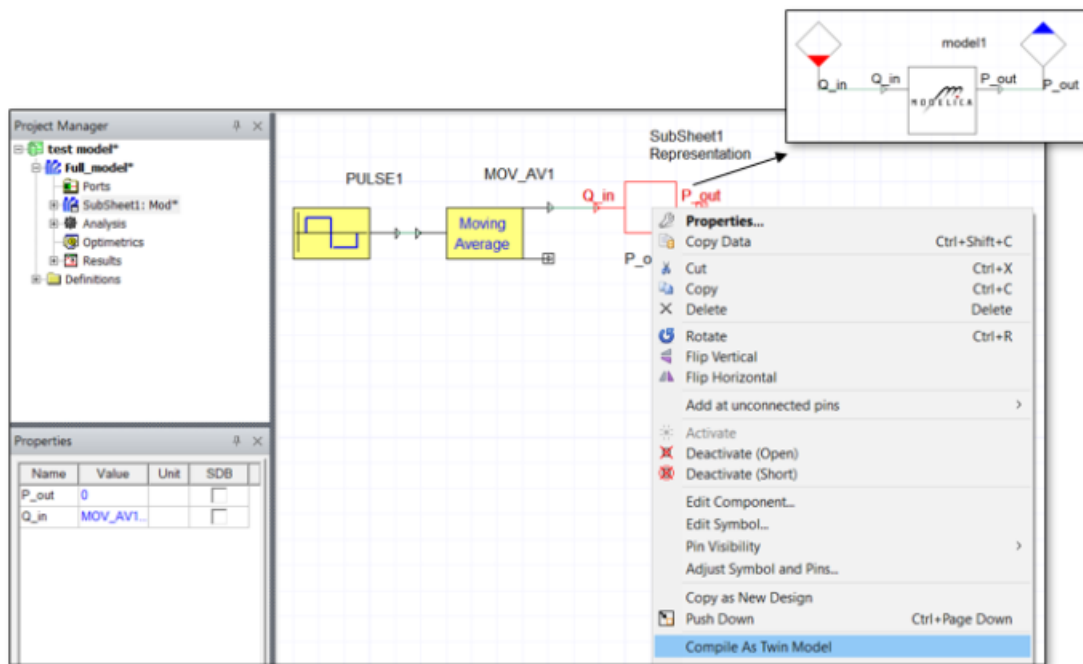 model1
Q_in
Q_in
P_out
P_out
MODELICA
Project Manager
test model*
Full_model*
Ports
SubSheet1: Mod*
Analysis
Optimetrics
Results
Definitions
SubSheet1
Representation
PULSE1
MOV_AV1
Q_in
P_out
Moving
Average
P_o
Properties...
Copy Data Ctrl+Shift+C
Cut Ctrl+X
Copy Ctrl+C
Delete Delete
Rotate Ctrl+R
Flip Vertical
Flip Horizontal
Add at unconnected pins
Activate
Deactivate (Open)
Deactivate (Short)
Edit Component...
Edit Symbol...
Pin Visibility
Adjust Symbol and Pins...
Copy as New Design
Push Down Ctrl+Page Down
Compile As Twin Model
Properties
Name Value Unit SDB
P_out 0
Q_in MOV_AV1...